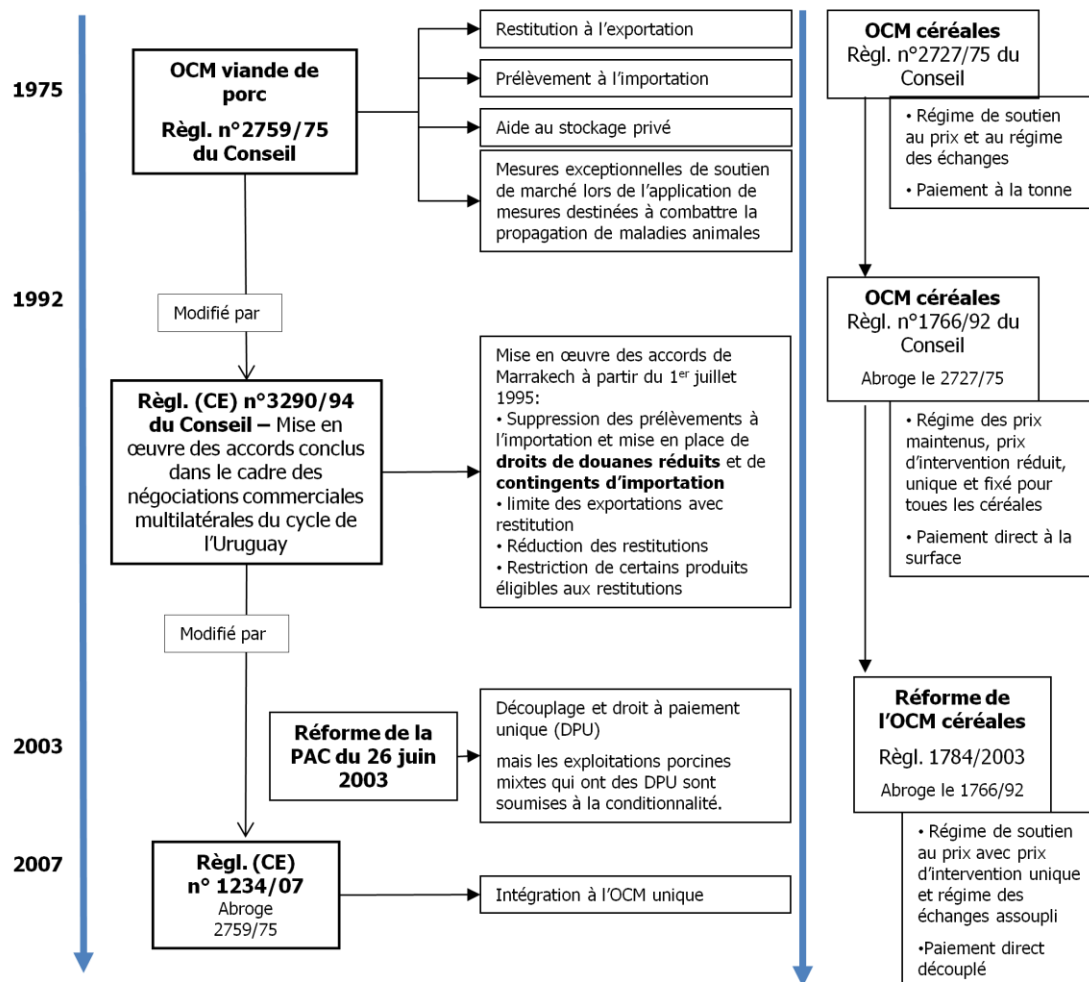 1975
OCM viande de
porc
Règl. n°2759/75
du Conseil
Restitution à l'exportation
Prélèvement à l'importation
Aide au stockage privé
Mesures exceptionnelles de soutien
de marché lors de l'application de
mesures destinées à combattre la
propagation de maladies animales
OCM céréales
Règl. n°2727/75 du
Conseil
• Régime de soutien
au prix et au régime
des échanges
• Paiement à la tonne
1992
Modifié par
OCM céréales
Règl. n°1766/92 du
Conseil
Abroge le 2727/75
Règl. (CE) n°3290/94
du Conseil – Mise en
œuvre des accords conclus
dans le cadre des
négociations commerciales
multilatérales du cycle de
l'Uruguay
Mise en œuvre des accords de
Marrakech à partir du 1er juillet
1995:
• Suppression des prélèvements à
l'importation et mise en place de
droits de douanes réduits et de
contingents d'importation
• limite des exportations avec
restitution
• Réduction des restitutions
• Restriction de certains produits
éligibles aux restitutions
• Régime des prix
maintenus, prix
d'intervention réduit,
unique et fixé pour
toues les céréales
• Paiement direct à la
surface
Modifié par
2003
Réforme de la
PAC du 26 juin
2003
Découplage et droit à paiement
unique (DPU)
mais les exploitations porcines
mixtes qui ont des DPU sont
soumises à la conditionnalité.
Réforme de
l'OCM céréales
Règl. 1784/2003
Abroge le 1766/92
2007
Règl. (CE)
n° 1234/07
Abroge
2759/75
Intégration à l'OCM unique
• Régime de soutien
au prix avec prix
d'intervention unique
et régime des
échanges assoupli
•Paiement direct
découplé